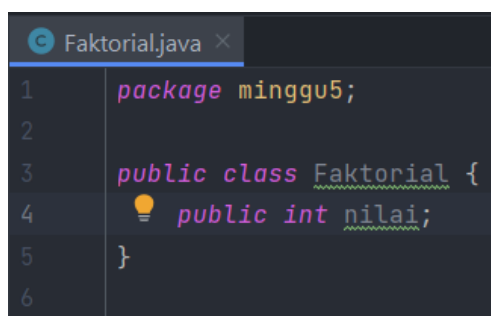 Faktorial.java
1 package minggu5;
2
3 public class Faktorial {
4 public int nilai;
5 }
6